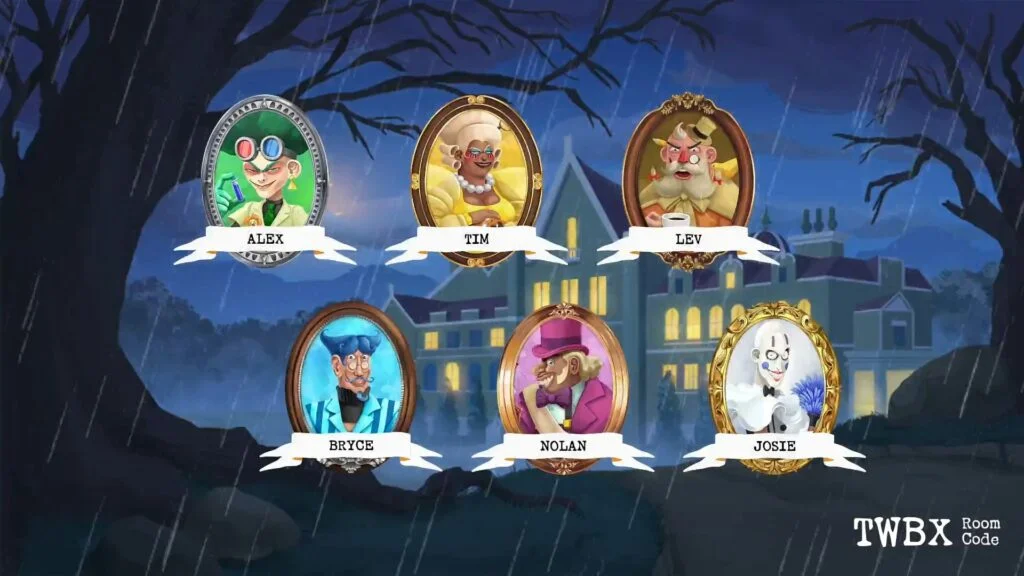 ALEX
TIM
LEV
BRYCE
NOLAN
JOSIE
TWBX Room
Code